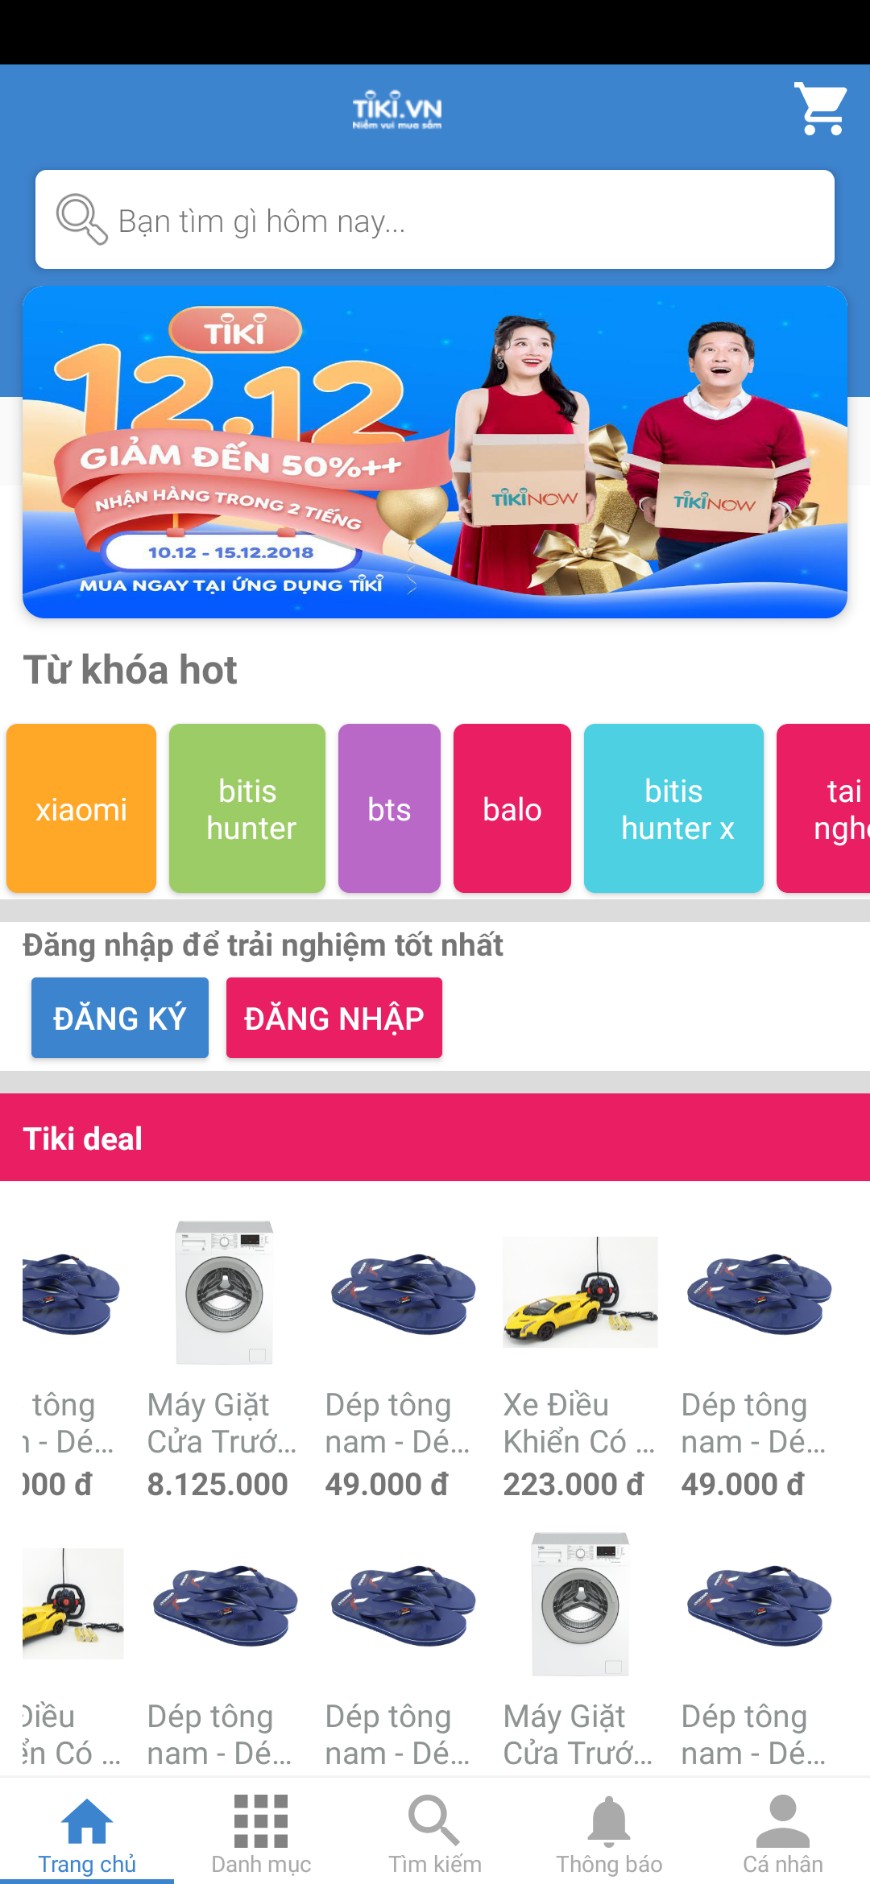 TIKI.VN
Niềm vui mua sắm
Bạn tìm gì hôm nay...
TIKI
12.12
GIẢM ĐẾN 50%++
NHẬN HÀNG TRONG 2 TIẾNG
10.12 - 15.12.2018
MUA NGAY TẠI ỨNG DỤNG TIKI
TIKINOW
TIKINOW
Từ khóa hot
xiaomi
bitis
hunter
bts
balo
bitis
hunter x
tai
Đăng nhập để trải nghiệm tốt nhất
ĐĂNG KÝ
ĐĂNG NHẬP
Tiki deal
tông
- Dé...
000 đ
Máy Giặt
Cửa Trướ...
8.125.000
Dép tông
nam - Dé...
49.000 đ
Xe Điều
Khiển Có ...
223.000 đ
Dép tông
nam - Dé...
49.000 đ
Điều
ển Có ...
Dép tông
nam - Dé...
Dép tông
nam - Dé...
Máy Giặt
Cửa Trướ...
Dép tông
nam - Dé...
Trang chủ
Danh mục
Tìm kiếm
Thông báo
Cá nhân